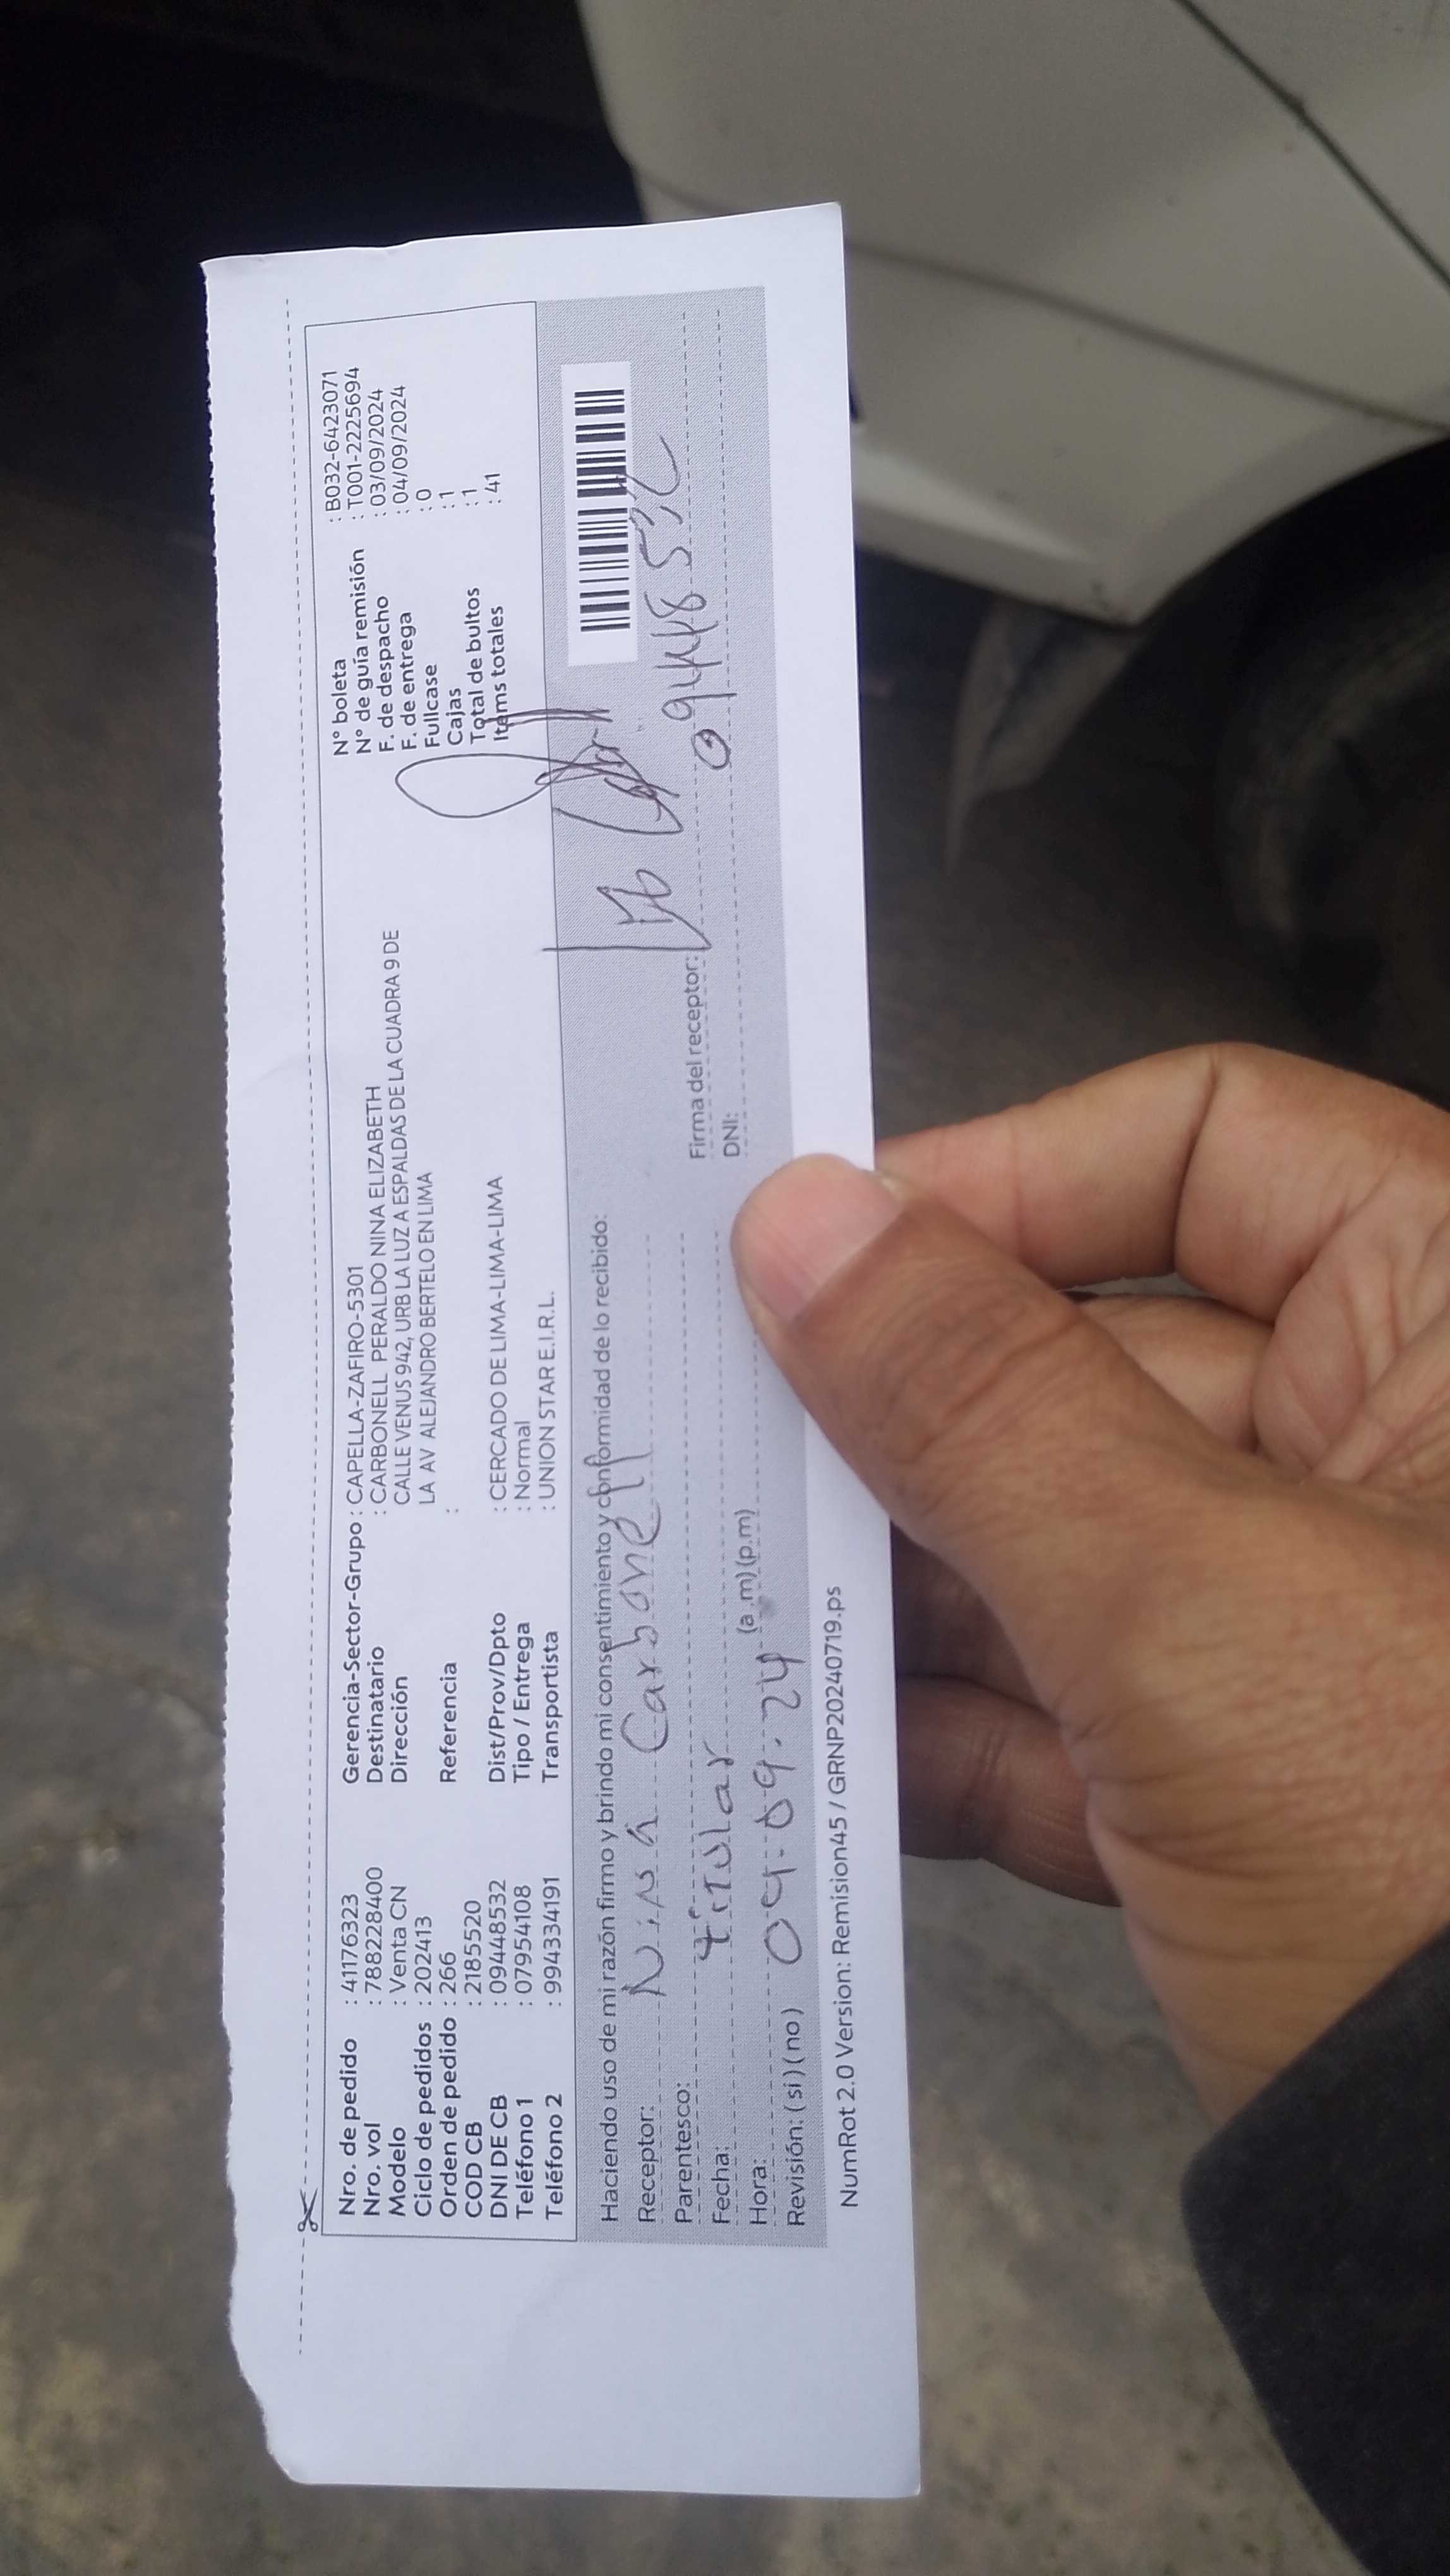 Nro. de pedido : 41176323
Nro. vol : 788228400
Modelo : Venta CN
Ciclo de pedidos : 202413
Orden de pedido : 266
COD CB : 2185520
DNI DE CB : 09448532
Teléfono 1 : 07954108
Teléfono 2 : 994334191
Gerencia-Sector-Grupo : CAPELLA-ZAFIRO-5301
Destinatario : CARBONELL PERALDO NINA ELIZABETH
Dirección CALLE VENUS 942, URB LA LUZ A ESPALDAS DE LA CUADRA 9 DE
LA AV ALEJANDRO BERTELO EN LIMA
Referencia :
Dist/Prov/Dpto : CERCADO DE LIMA-LIMA-LIMA
Tipo / Entrega : Normal
Transportista : UNION STAR E.I.R.L.
N° boleta : B032-6423071
N° de guía remisión : T001-2225694
F. de despacho : 03/09/2024
F. de entrega : 04/09/2024
Fullcase : 0
Cajas : 1
Total de bultos : 1
Items totales : 41
Haciendo uso de mi razón firmo y brindo mi consentimiento y conformidad de lo recibido:
Receptor: Nina Carbonell
Parentesco: titular
Fecha: 04.09.24
Hora: (a.m) (p.m)
Revisión: ( si ) ( no )
Firma del receptor:
DNI: 09448532
NumRot 2.0 Version: Remision45 / GRNP20240719.ps